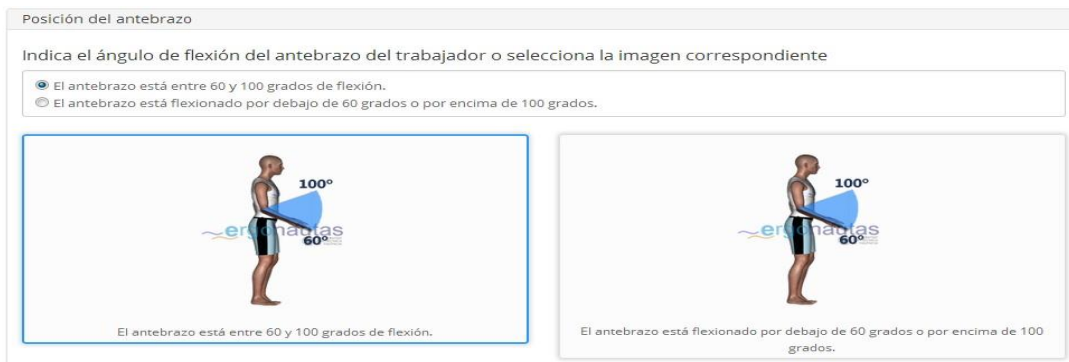 Posición del antebrazo
Indica el ángulo de flexión del antebrazo del trabajador o selecciona la imagen correspondiente
El antebrazo está entre 60 y 100 grados de flexión.
El antebrazo está flexionado por debajo de 60 grados o por encima de 100 grados.
100º
ergonautas
60º
El antebrazo está entre 60 y 100 grados de flexión.
100º
ergonautas
60º
El antebrazo está flexionado por debajo de 60 grados o por encima de 100
grados.